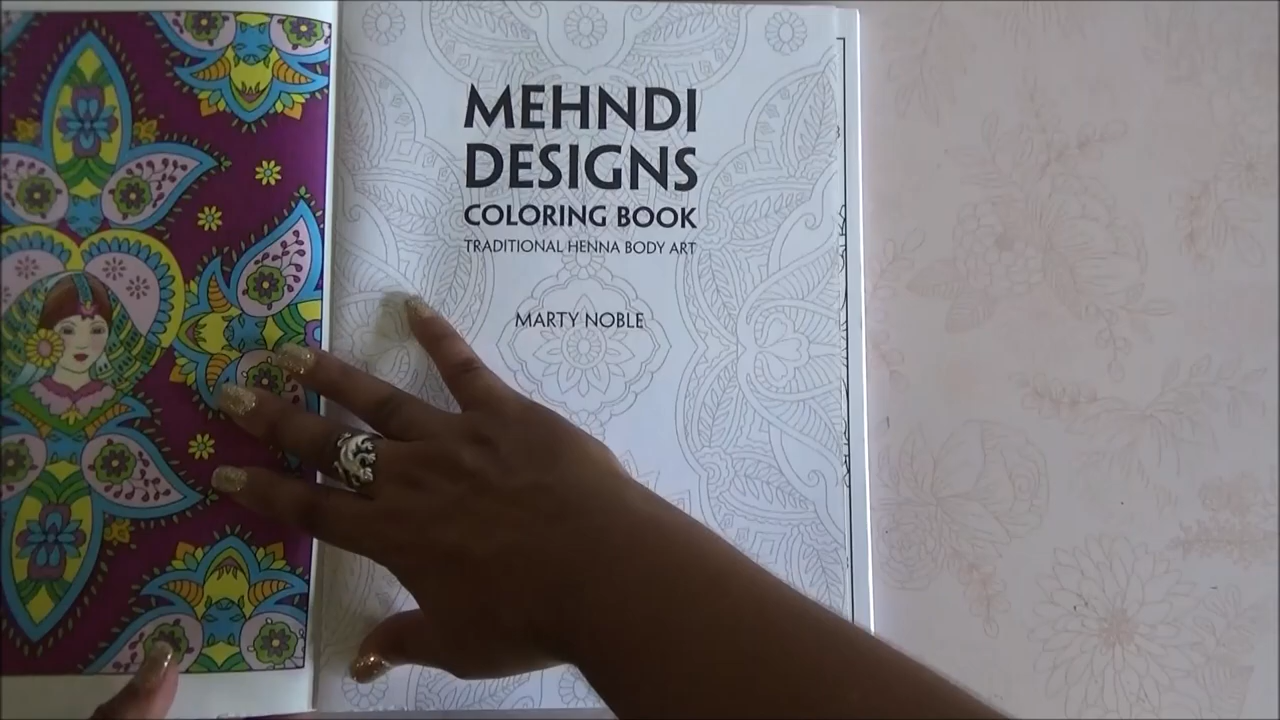 MEHNDI
DESIGNS
COLORING BOOK
TRADITIONAL HENNA BODY ART
MARTY NOBLE